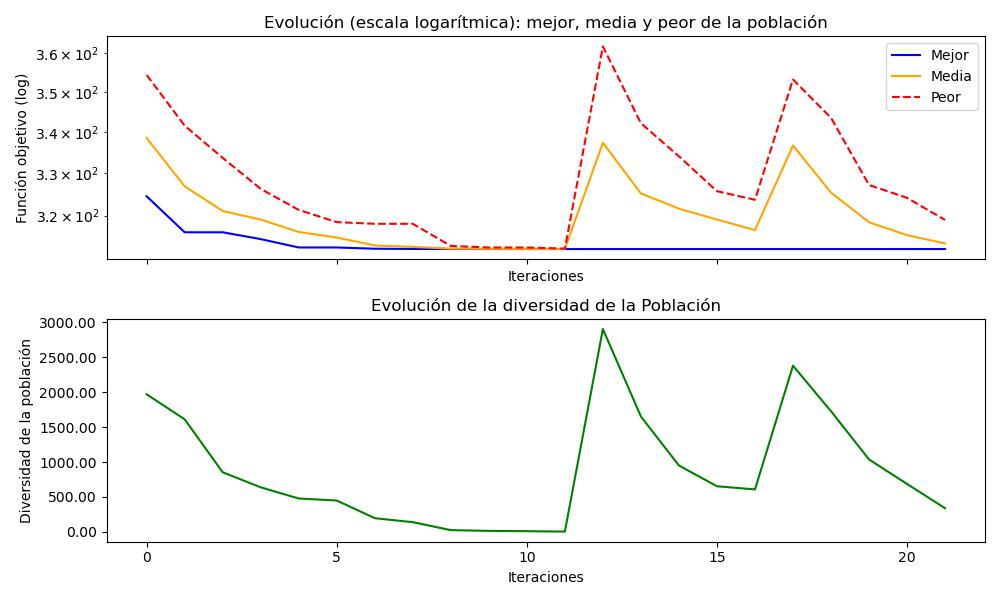 Evolución (escala logarítmica): mejor, media y peor de la población
Función objetivo (log)
3.6 × 10²
3.5 × 10²
3.4 × 10²
3.3 × 10²
3.2 × 10²
Mejor
Media
Peor
Iteraciones
Evolución de la diversidad de la Población
Diversidad de la población
3000.00
2500.00
2000.00
1500.00
1000.00
500.00
0.00
0 5 10 15 20
Iteraciones